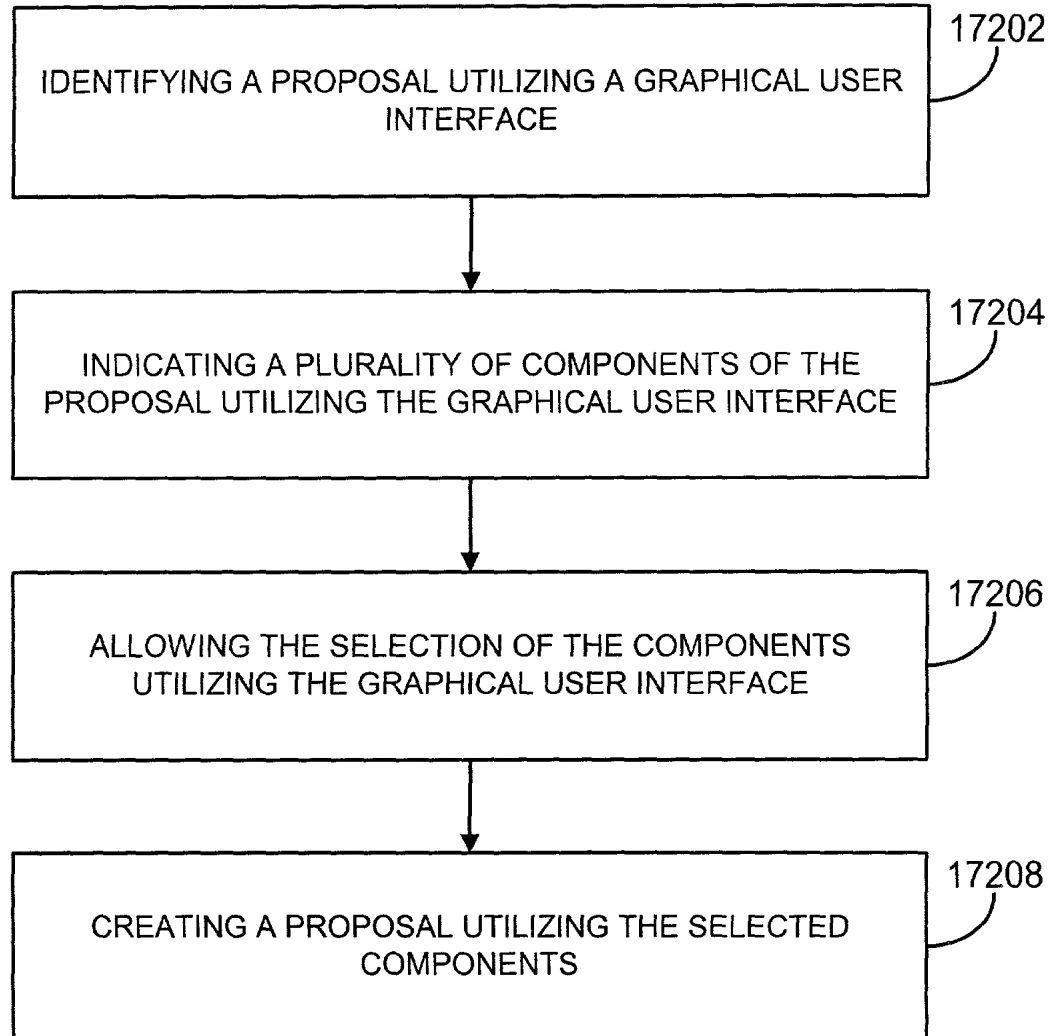 17202
IDENTIFYING A PROPOSAL UTILIZING A GRAPHICAL USER
INTERFACE
17204
INDICATING A PLURALITY OF COMPONENTS OF THE
PROPOSAL UTILIZING THE GRAPHICAL USER INTERFACE
17206
ALLOWING THE SELECTION OF THE COMPONENTS
UTILIZING THE GRAPHICAL USER INTERFACE
17208
CREATING A PROPOSAL UTILIZING THE SELECTED
COMPONENTS